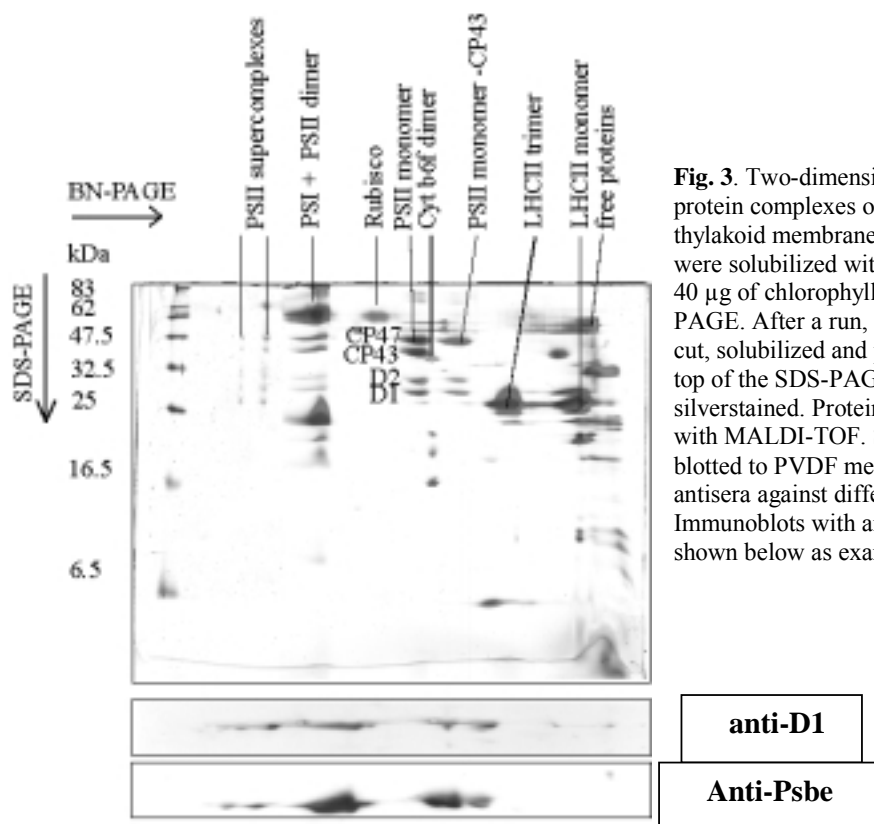 PSII supercomplexes
PSI + PSII dimer
Rubisco
PSII monomer
Cyt b6f dimer
PSII monomer -CP43
LHCII trimer
LHCII monomer
free ptoteins
BN-PAGE
kDa
SDS-PAGE
83
62
47.5
32.5
25
16.5
6.5
CP47
CP43
D2
D1
Fig. 3. Two-dimensi
protein complexes o
thylakoid membrane
were solubilized wit
40 µg of chlorophyll
PAGE. After a run,
cut, solubilized and
top of the SDS-PAG
silverstained. Protein
with MALDI-TOF.
blotted to PVDF me
antisera against diffe
Immunoblots with a
shown below as exa
anti-D1
Anti-Psbe